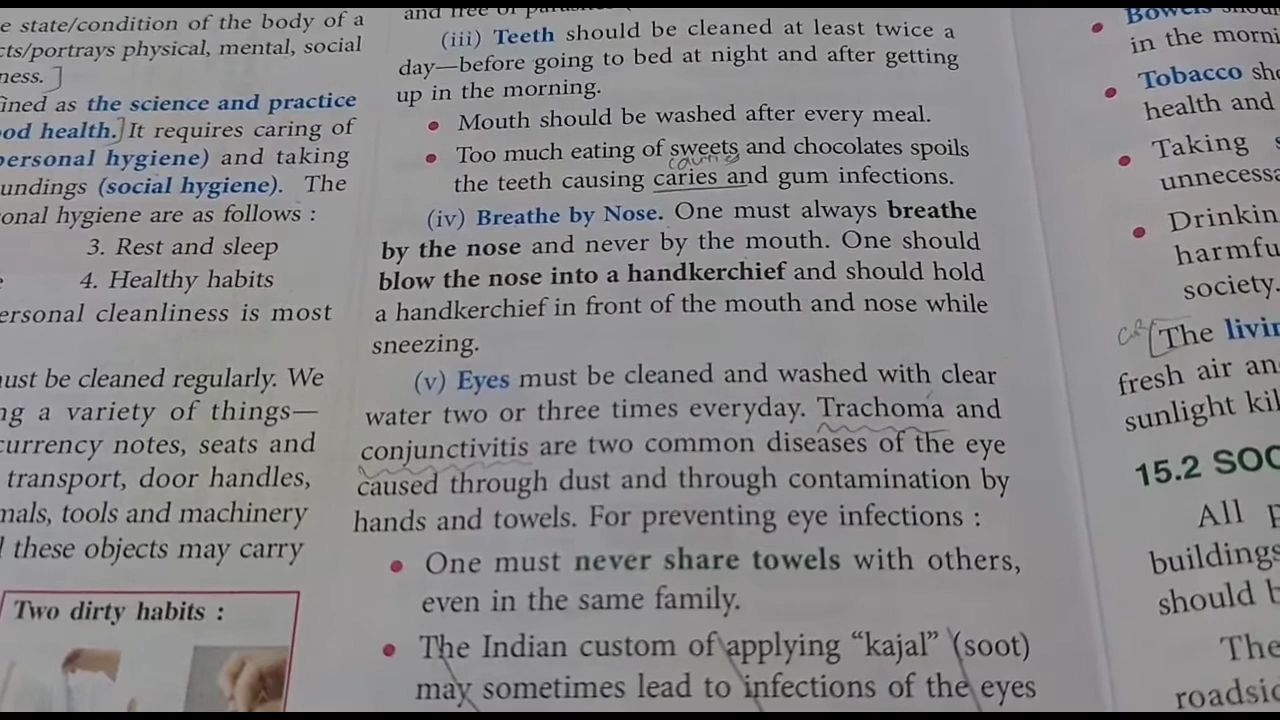 e state/condition of the body of a
cts/portrays physical, mental, social
ness.]
fined as the science and practice
ood health.] It requires caring of
personal hygiene) and taking
undings (social hygiene). The
onal hygiene are as follows :
3. Rest and sleep
4. Healthy habits
ersonal cleanliness is most
must be cleaned regularly. We
ng a variety of things—
currency notes, seats and
transport, door handles,
mals, tools and machinery
these objects may carry
Two dirty habits :
(iii) Teeth should be cleaned at least twice a
day—before going to bed at night and after getting
up in the morning.
• Mouth should be washed after every meal.
• Too much eating of sweets and chocolates spoils
the teeth causing caries and gum infections.
(iv) Breathe by Nose. One must always breathe
by the nose and never by the mouth. One should
blow the nose into a handkerchief and should hold
a handkerchief in front of the mouth and nose while
sneezing.
(v) Eyes must be cleaned and washed with clear
water two or three times everyday. Trachoma and
conjunctivitis are two common diseases of the eye
caused through dust and through contamination by
hands and towels. For preventing eye infections :
• One must never share towels with others,
even in the same family.
• The Indian custom of applying "kajal" (soot)
may sometimes lead to infections of the eyes
• Bowels
in the morni
• Tobacco sho
health and
• Taking
unnecessa
• Drinkin
harmfu
society.
[The livin
fresh air an
sunlight kil
15.2 SOC
All p
buildings
should b
The
roadsid